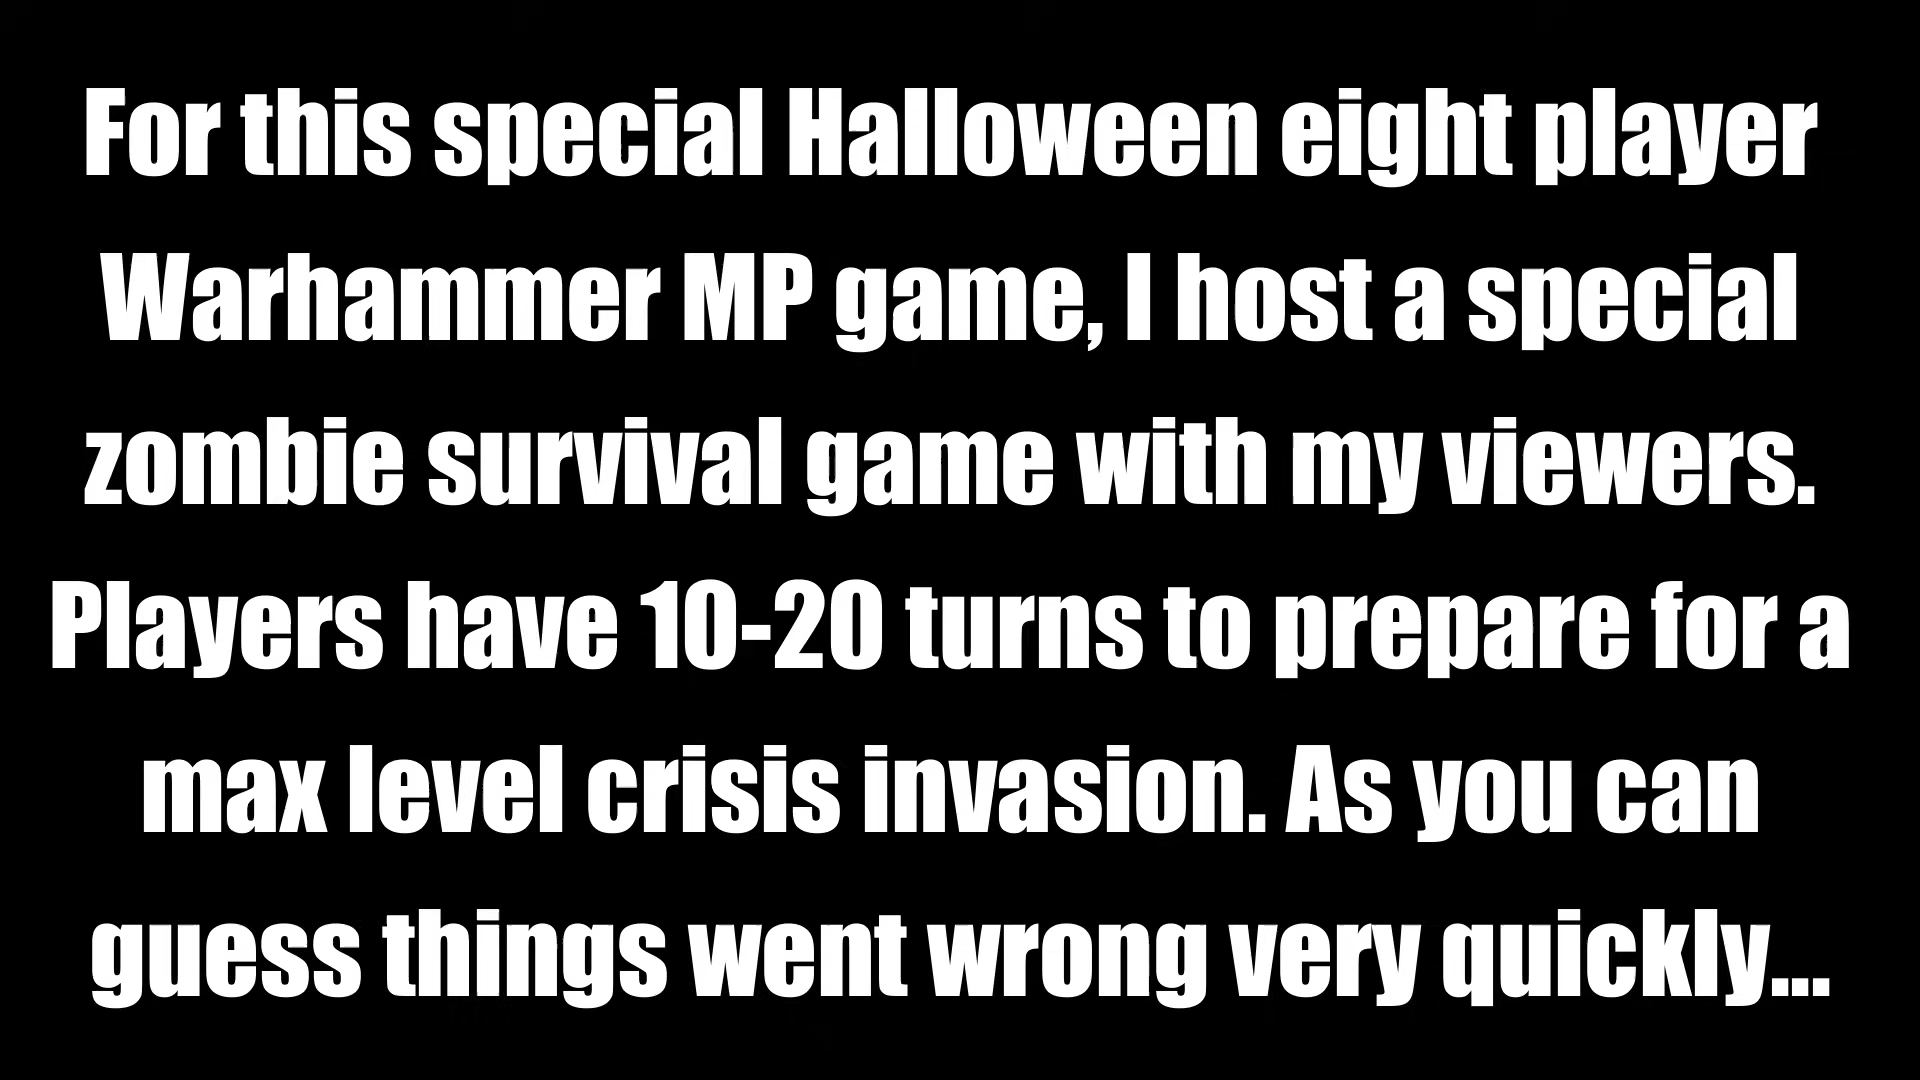 For this special Halloween eight player
Warhammer MP game, I host a special
zombie survival game with my viewers.
Players have 10-20 turns to prepare for a
max level crisis invasion. As you can
guess things went wrong very quickly...